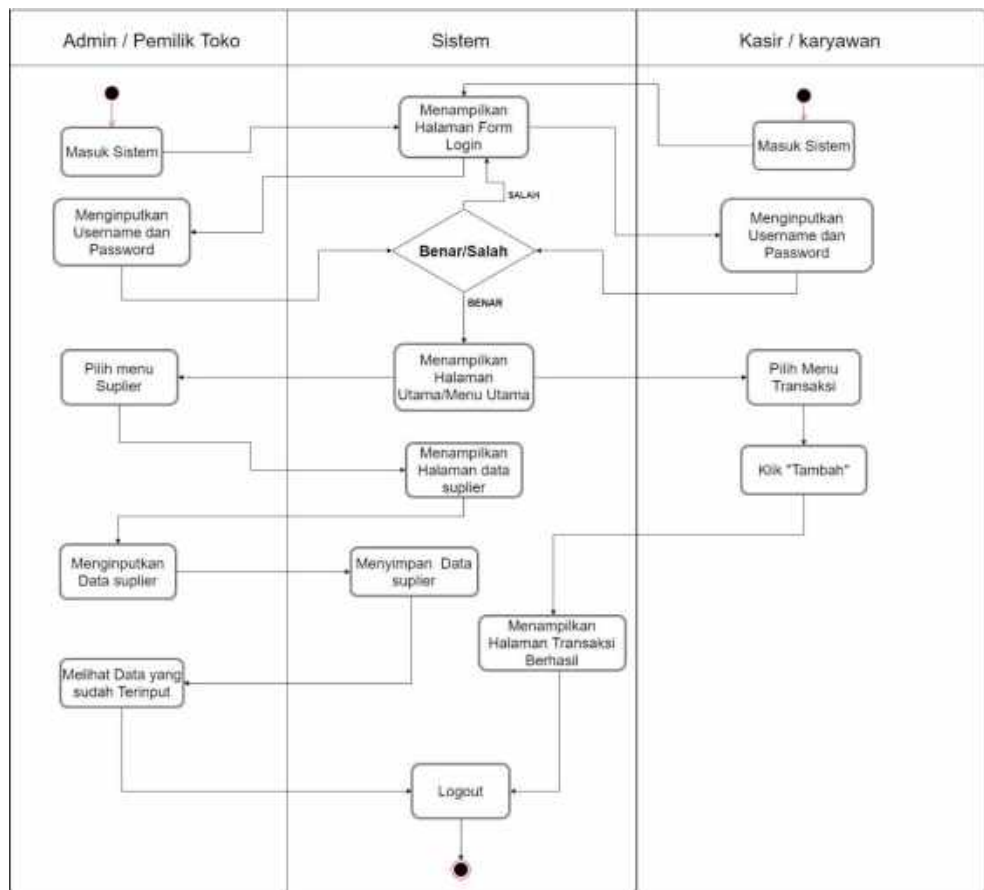 Admin / Pemilik Toko
Sistem
Kasir / karyawan
Masuk Sistem
Menampilkan
Halaman Form
Login
Masuk Sistem
SALAH
Menginputkan
Username dan
Password
Benar/Salah
Menginputkan
Username dan
Password
BENAR
Pilih menu
Suplier
Menampilkan
Halaman
Utama/Menu Utama
Pilih Menu
Transaksi
Menampilkan
Halaman data
suplier
Klik "Tambah"
Menginputkan
Data suplier
Menyimpan Data
suplier
Menampilkan
Halaman Transaksi
Berhasil
Melihat Data yang
sudah Terinput
Logout